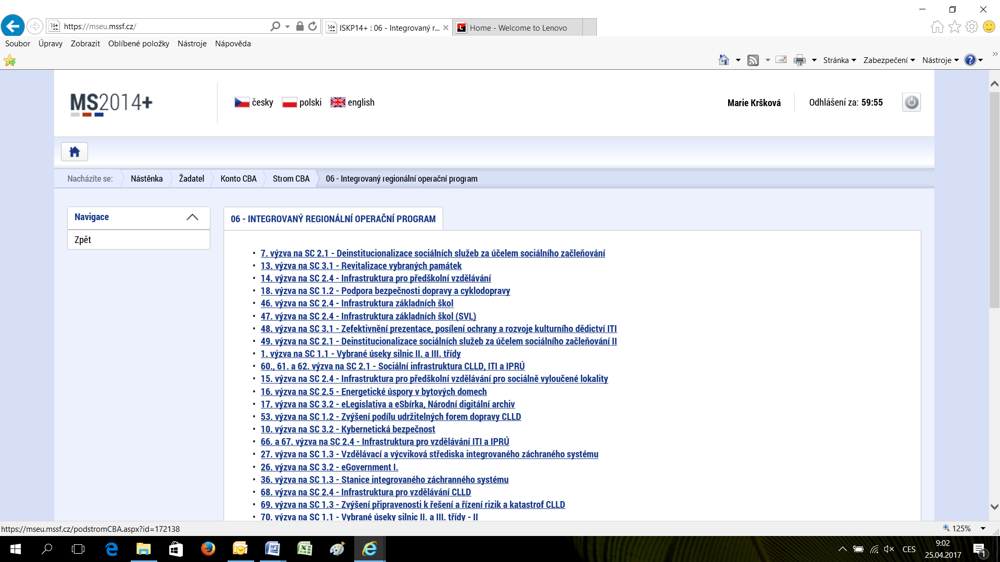 https://mseu.mssf.cz/
14+ ISKP14+ : 06 - Integrovaný r...
Home - Welcome to Lenovo
Soubor Úpravy Zobrazit Oblíbené položky Nástroje Nápověda
Stránka Zabezpečení Nástroje
MS2014+
česky polski english
Marie Kršková
Odhlášení za: 59:55
Nacházíte se: Nástěnka Žadatel Konto CBA Strom CBA 06 - Integrovaný regionální operační program
Navigace
Zpět
06 - INTEGROVANÝ REGIONÁLNÍ OPERAČNÍ PROGRAM
• 7. výzva na SC 2.1 - Deinstitucionalizace sociálních služeb za účelem sociálního začleňování
• 13. výzva na SC 3.1 - Revitalizace vybraných památek
• 14. výzva na SC 2.4 - Infrastruktura pro předškolní vzdělávání
• 18. výzva na SC 1.2 - Podpora bezpečnosti dopravy a cyklodopravy
• 46. výzva na SC 2.4 - Infrastruktura základních škol
• 47. výzva na SC 2.4 - Infrastruktura základních škol (SVL)
• 48. výzva na SC 3.1 - Zefektivnění prezentace, posílení ochrany a rozvoje kulturního dědictví ITI
• 49. výzva na SC 2.1 - Deinstitucionalizace sociálních služeb za účelem sociálního začleňování II
• 1. výzva na SC 1.1 - Vybrané úseky silnic II. a III. třídy
• 60., 61. a 62. výzva na SC 2.1 - Sociální infrastruktura CLLD, ITI a IPRÚ
• 15. výzva na SC 2.4 - Infrastruktura pro předškolní vzdělávání pro sociálně vyloučené lokality
• 16. výzva na SC 2.5 - Energetické úspory v bytových domech
• 17. výzva na SC 3.2 - eLegislativa a eSbírka, Národní digitální archiv
• 53. výzva na SC 1.2 - Zvýšení podílu udržitelných forem dopravy CLLD
• 10. výzva na SC 3.2 - Kybernetická bezpečnost
• 66. a 67. výzva na SC 2.4 - Infrastruktura pro vzdělávání ITI a IPRÚ
• 27. výzva na SC 1.3 - Vzdělávací a výcviková střediska integrovaného záchraného systému
• 26. výzva na SC 3.2 - eGovernment I.
• 36. výzva na SC 1.3 - Stanice integrovaného záchranného systému
• 68. výzva na SC 2.4 - Infrastruktura pro vzdělávání CLLD
• 69. výzva na SC 1.3 - Zvýšení připravenosti k řešení a řízení rizik a katastrof CLLD
• 70. výzva na SC 1.1 - Vybrané úseky silnic II. a III. třídy - II
https://mseu.mssf.cz/podstromCBA.aspx?id=172138
125%
CES
9:02
25.04.2017
1